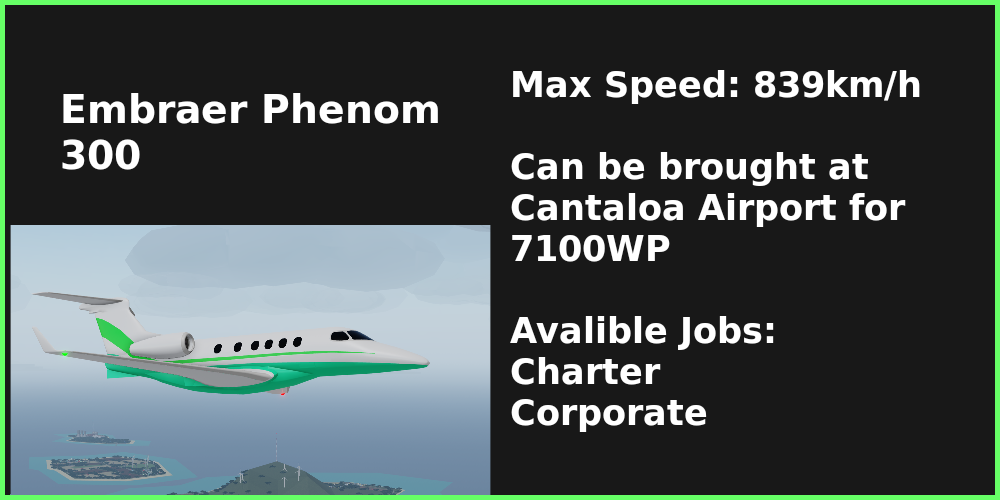 Embraer Phenom
300
Max Speed: 839km/h
Can be brought at
Cantaloa Airport for
7100WP
Avalible Jobs:
Charter
Corporate